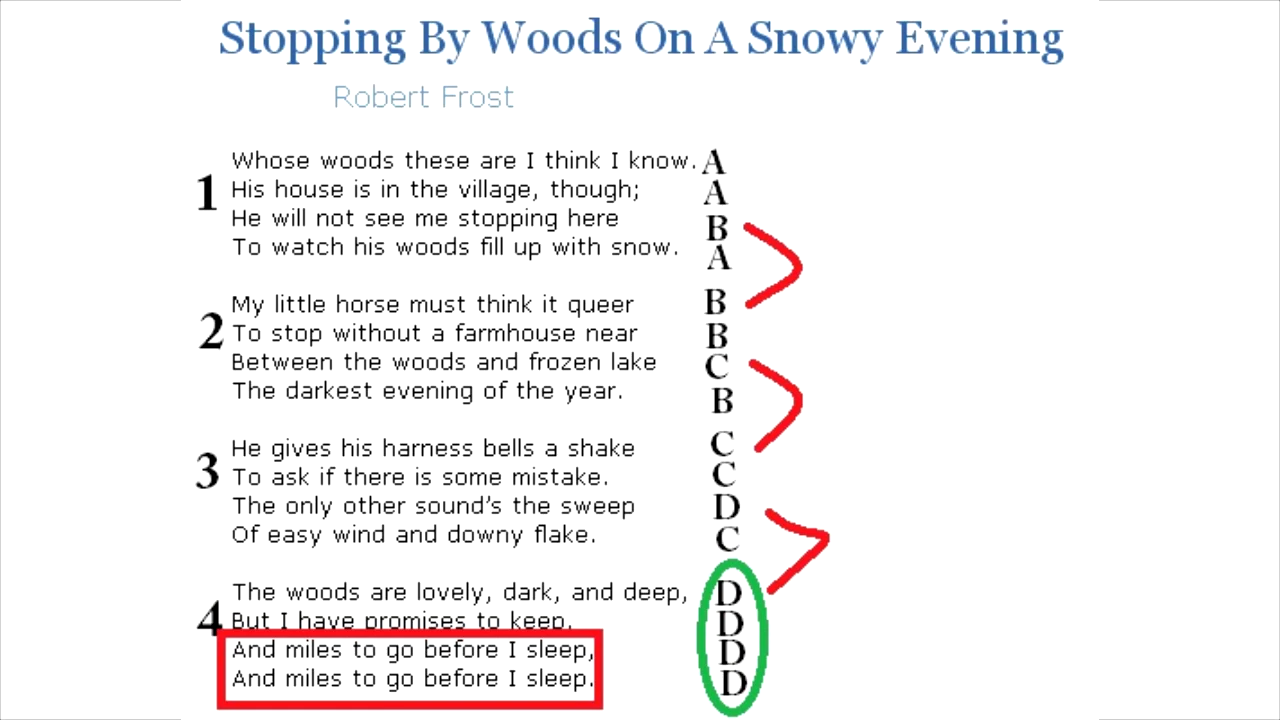 Stopping By Woods On A Snowy Evening
Robert Frost
1
Whose woods these are I think I know. A
His house is in the village, though; A
He will not see me stopping here B
To watch his woods fill up with snow. A
2
My little horse must think it queer B
To stop without a farmhouse near B
Between the woods and frozen lake C
The darkest evening of the year. B
3
He gives his harness bells a shake C
To ask if there is some mistake. C
The only other sound's the sweep D
Of easy wind and downy flake. C
4
The woods are lovely, dark, and deep, D
But I have promises to keep, D
And miles to go before I sleep, D
And miles to go before I sleep. D